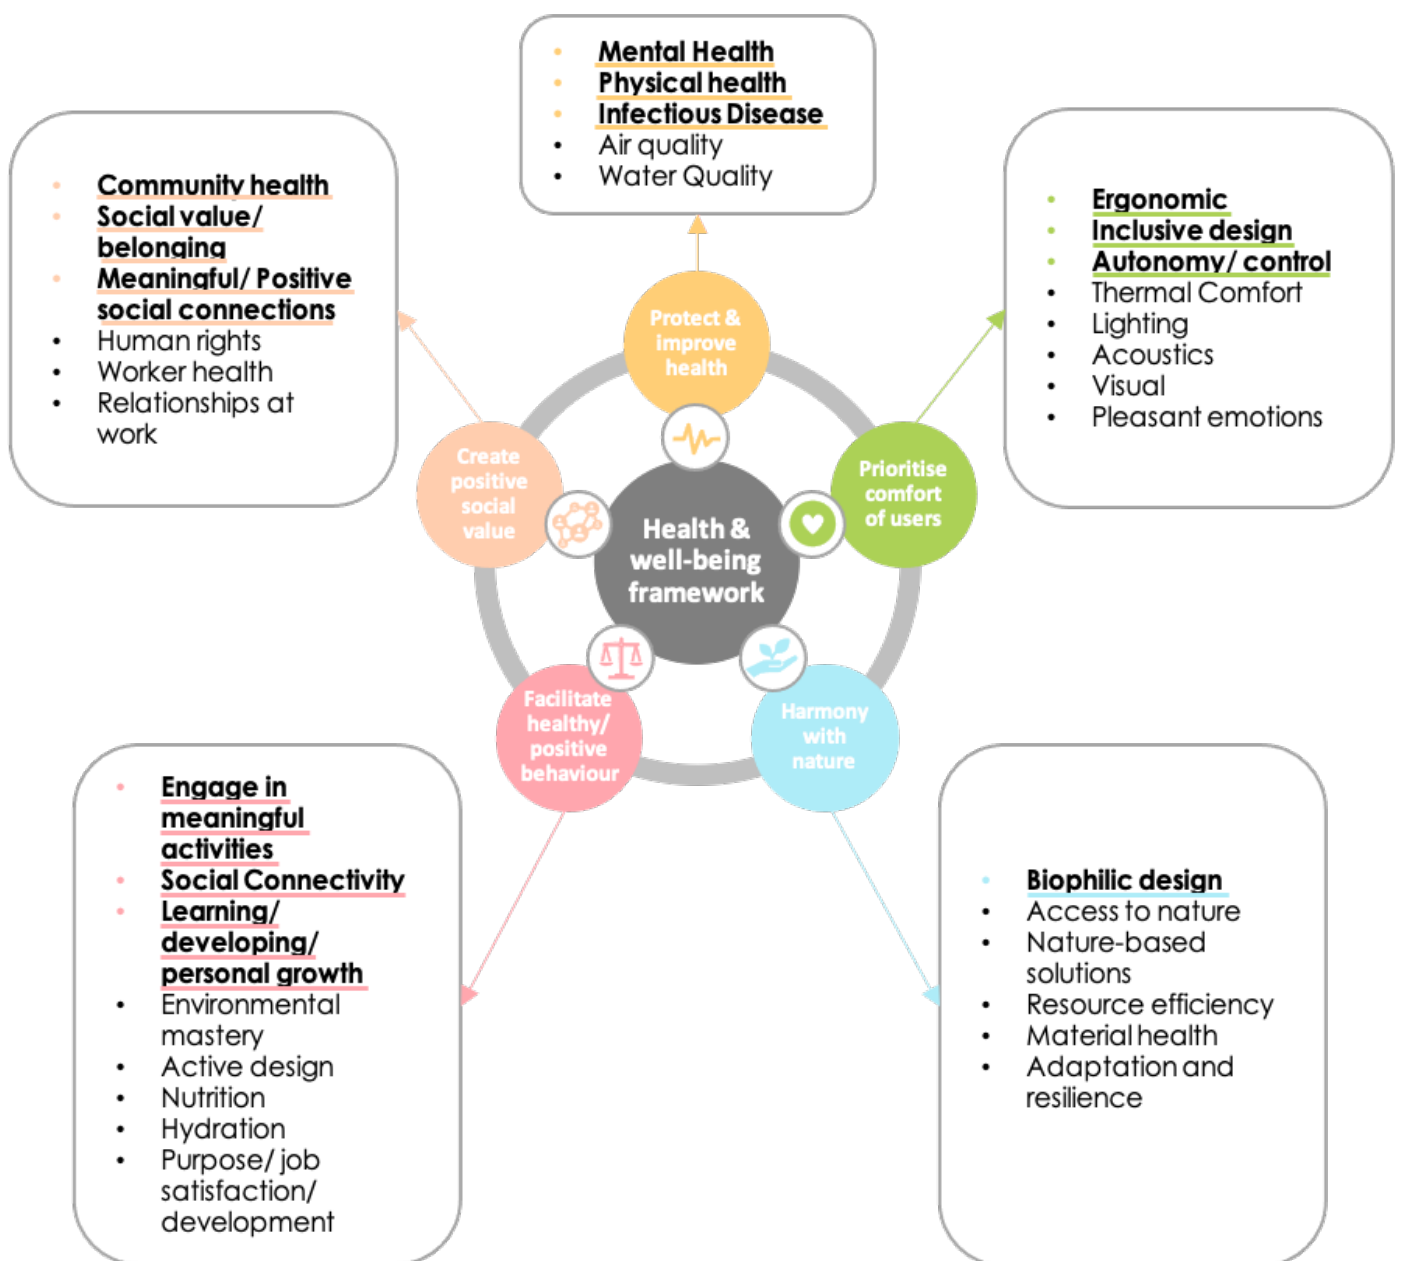 Mental Health
Physical health
Infectious Disease
Air quality
Water Quality
Community health
Social value/
belonging
Meaningful/ Positive
social connections
Human rights
Worker health
Relationships at
work
Ergonomic
Inclusive design
Autonomy/ control
Thermal Comfort
Lighting
Acoustics
Visual
Pleasant emotions
Protect &
improve
health
Create
positive
social
value
Prioritise
comfort
of users
Health &
well-being
framework
Facilitate
healthy/
positive
behaviour
Harmony
with
nature
Engage in
meaningful
activities
Social Connectivity
Learning/
developing/
personal growth
Environmental
mastery
Active design
Nutrition
Hydration
Purpose/ job
satisfaction/
development
Biophilic design
Access to nature
Nature-based
solutions
Resource efficiency
Material health
Adaptation and
resilience